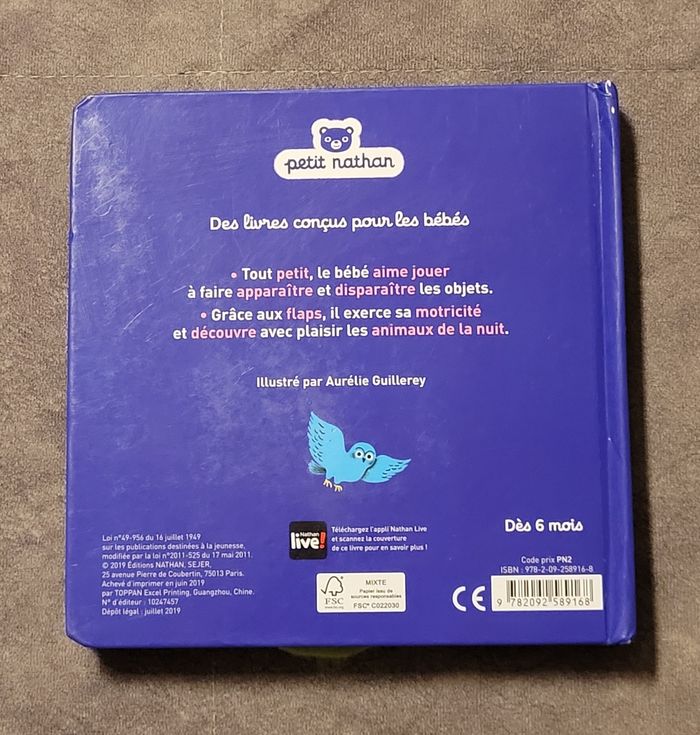 petit nathan
Des livres conçus pour les bébés
• Tout petit, le bébé aime jouer
à faire apparaître et disparaître les objets.
• Grâce aux flaps, il exerce sa motricité
et découvre avec plaisir les animaux de la nuit.
Illustré par Aurélie Guillerey
Loi n°49-956 du 16 juillet 1949
sur les publications destinées à la jeunesse,
modifiée par la loi n°2011-525 du 17 mai 2011.
© 2019 Éditions NATHAN, SEJER,
25 avenue Pierre de Coubertin, 75013 Paris.
Achevé d'imprimer en juin 2019
par TOPPAN Excel Printing, Guangzhou, Chine.
N° d'éditeur : 10247457
Dépôt légal : juillet 2019
Nathan
live!
Téléchargez l'appli Nathan Live
et scannez la couverture
de ce livre pour en savoir plus !
FSC
www.fsc.org
MIXTE
Papier issu de
sources responsables
FSC® C022030
Dès 6 mois
Code prix PN2
ISBN : 978-2-09-258916-8
CE
9 782092 589168